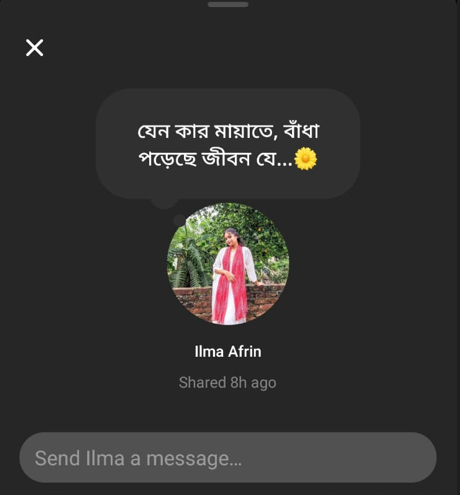 যেন কার মায়াতে, বাঁধা
পড়েছে জীবন যে...🌼
Ilma Afrin
Shared 8h ago
Send Ilma a message...